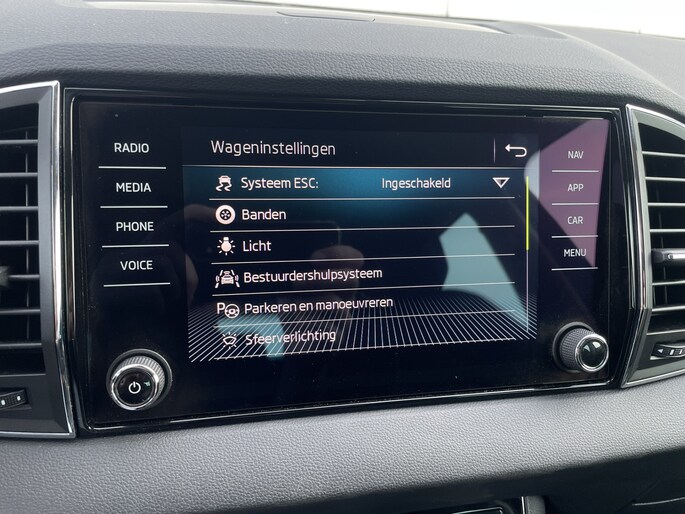 RADIO
MEDIA
PHONE
VOICE
Wageninstellingen
Systeem ESC: Ingeschakeld
Banden
Licht
Bestuurdershulpsysteem
P Parkeren en manoeuvreren
Sfeerverlichting
NAV
APP
CAR
MENU